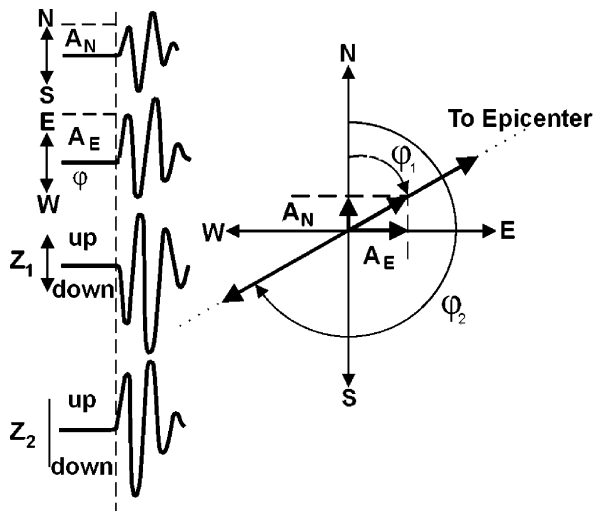 N
A_N
S
E
A_E
φ
W
up
Z_1
down
up
Z_2
down
N
To Epicenter
φ_1
A_N
W
E
A_E
φ_2
S